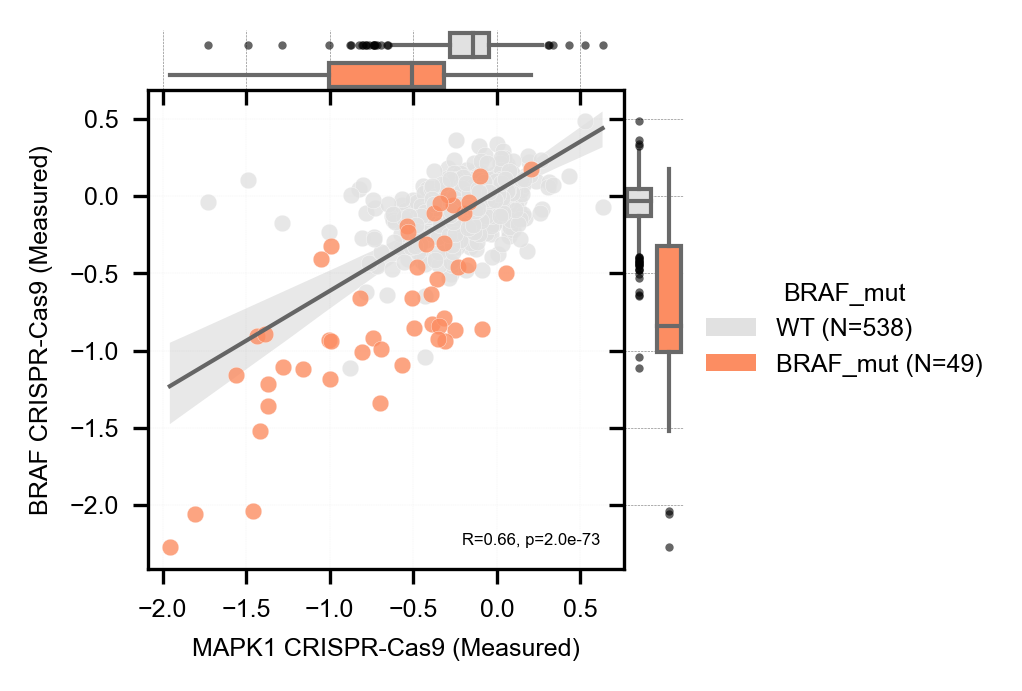 0.5
0.0
−0.5
−1.0
−1.5
−2.0
BRAF CRISPR-Cas9 (Measured)
R=0.66, p=2.0e-73
−2.0 −1.5 −1.0 −0.5 0.0 0.5
MAPK1 CRISPR-Cas9 (Measured)
BRAF_mut
WT (N=538)
BRAF_mut (N=49)